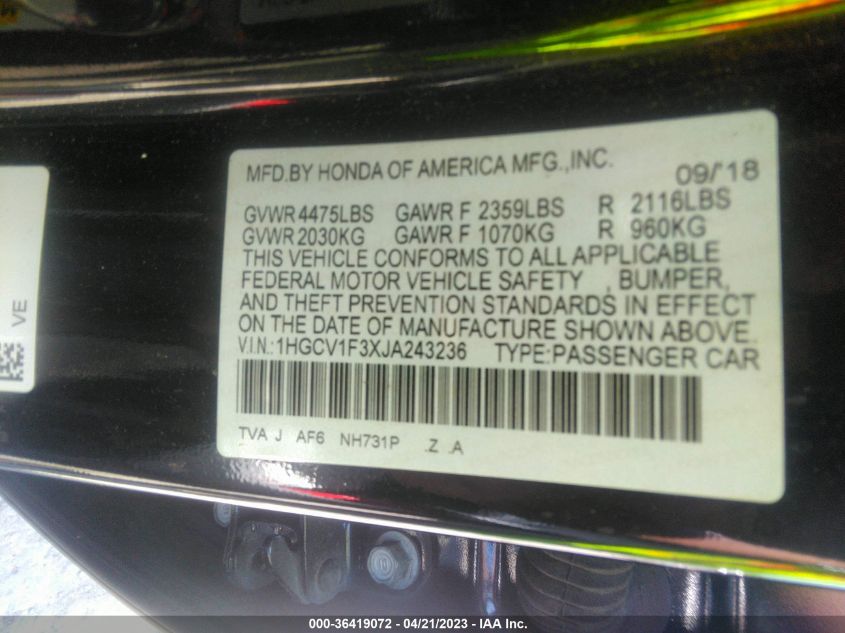 MFD.BY HONDA OF AMERICA MFG.,INC. 09/'18
GVWR 4475LBS GAWR F 2359LBS R 2116LBS
GVWR 2030KG GAWR F 1070KG R 960KG
THIS VEHICLE CONFORMS TO ALL APPLICABLE
FEDERAL MOTOR VEHICLE SAFETY , BUMPER,
AND THEFT PREVENTION STANDARDS IN EFFECT
ON THE DATE OF MANUFACTURE SHOWN ABOVE.
V.I.N.:1HGCV1F3XJA243236 TYPE:PASSENGER CAR
TVA J AF6 NH731P .Z .A
VE
000-36419072 - 04/21/2023 - IAA Inc.